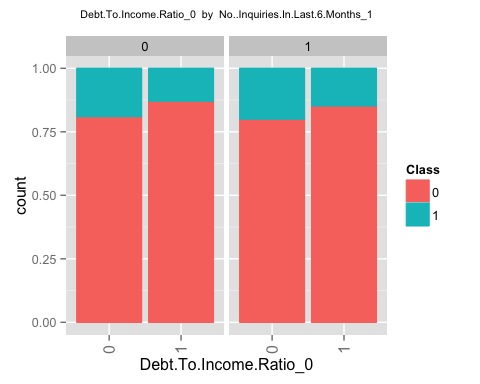 Debt.To.Income.Ratio_0 by No..Inquiries.In.Last.6.Months_1
0 1
1.00
0.75
0.50
0.25
0.00
count
0 1 0 1
Debt.To.Income.Ratio_0
Class
0
1